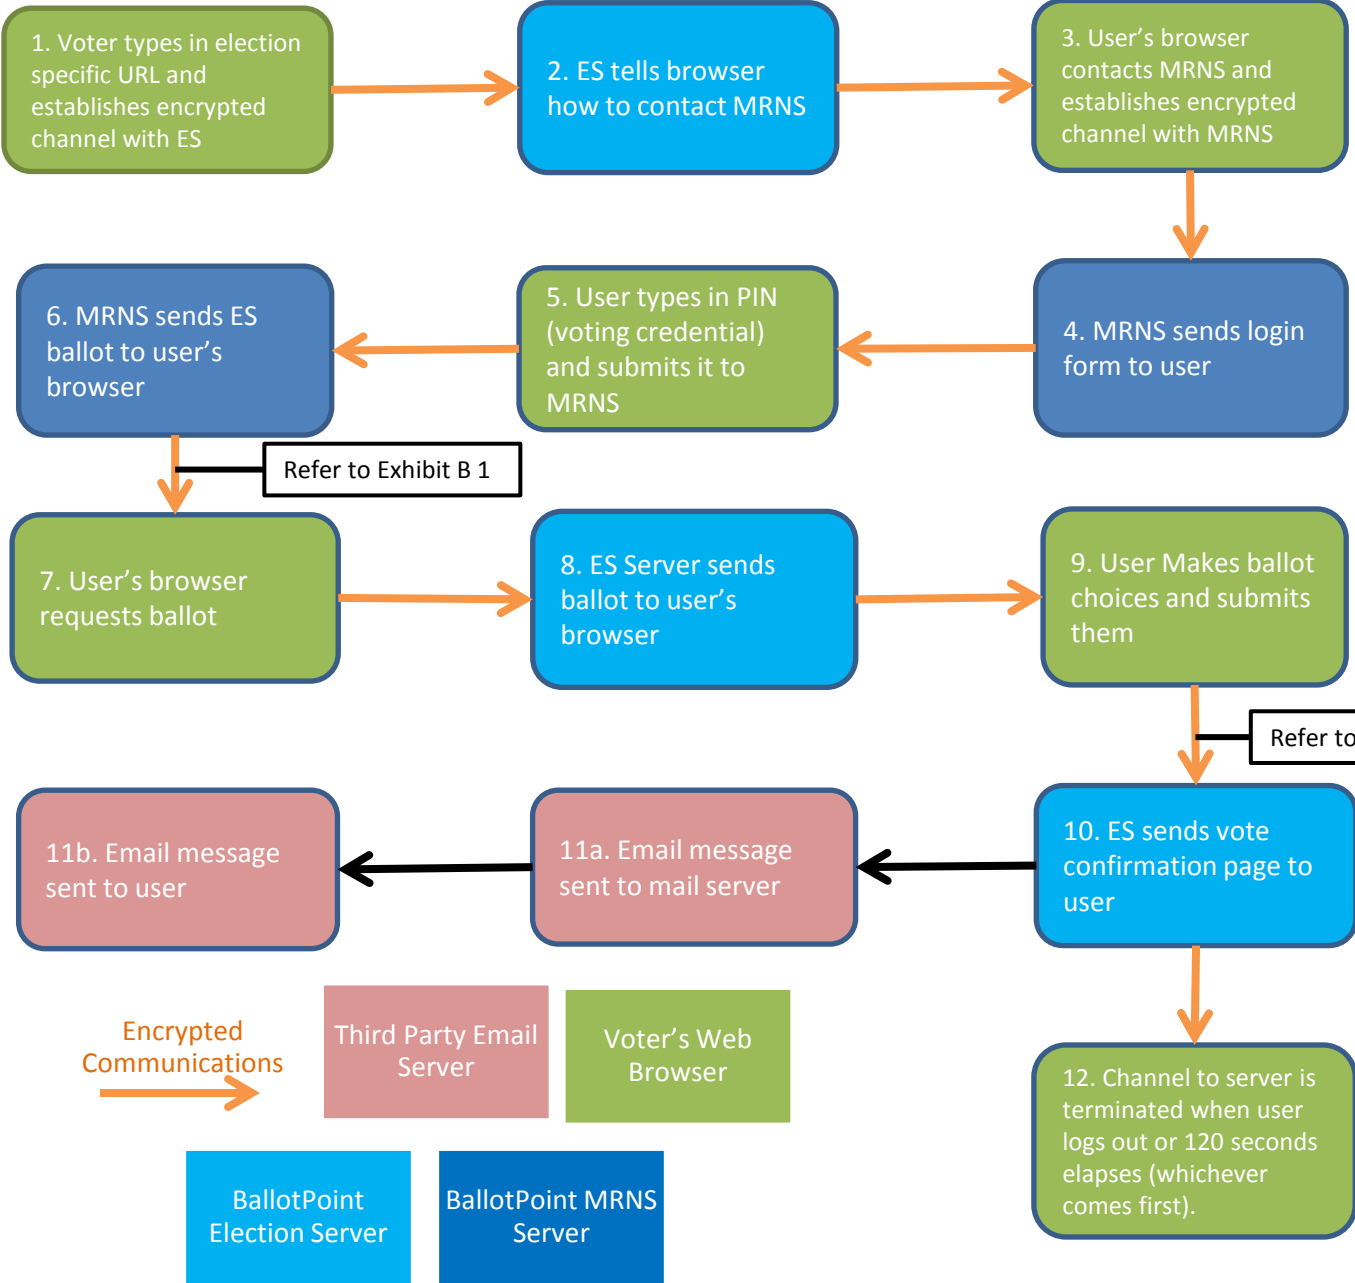 1. Voter types in election
specific URL and
establishes encrypted
channel with ES
2. ES tells browser
how to contact MRNS
3. User's browser
contacts MRNS and
establishes encrypted
channel with MRNS
6. MRNS sends ES
ballot to user's
browser
5. User types in PIN
(voting credential)
and submits it to
MRNS
4. MRNS sends login
form to user
Refer to Exhibit B 1
7. User's browser
requests ballot
8. ES Server sends
ballot to user's
browser
9. User Makes ballot
choices and submits
them
Refer to
11b. Email message
sent to user
11a. Email message
sent to mail server
10. ES sends vote
confirmation page to
user
Encrypted
Communications
Third Party Email
Server
Voter's Web
Browser
12. Channel to server is
terminated when user
logs out or 120 seconds
elapses (whichever
comes first).
BallotPoint
Election Server
BallotPoint MRNS
Server